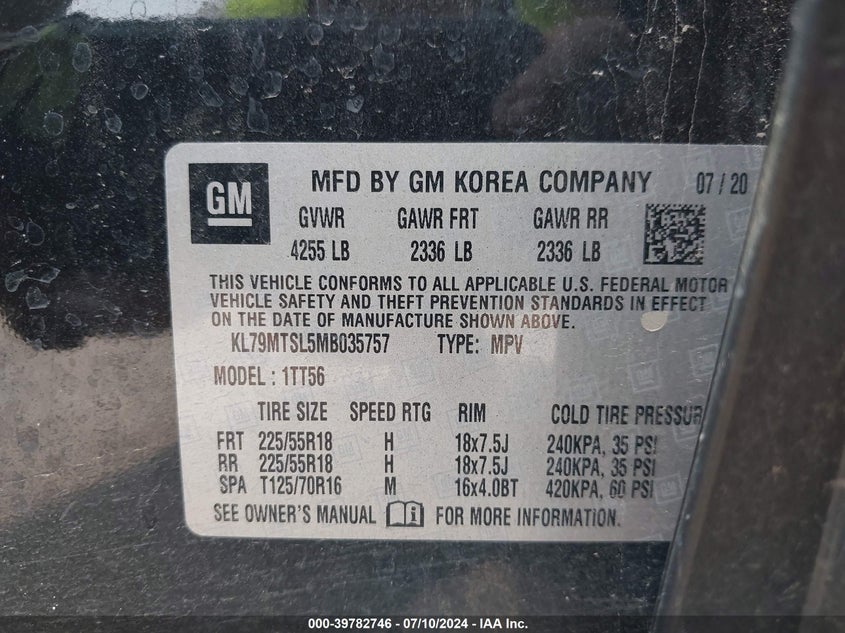 GM MFD BY GM KOREA COMPANY 07/20
GVWR GAWR FRT GAWR RR
4255 LB 2336 LB 2336 LB
THIS VEHICLE CONFORMS TO ALL APPLICABLE U.S. FEDERAL MOTOR
VEHICLE SAFETY AND THEFT PREVENTION STANDARDS IN EFFECT
ON THE DATE OF MANUFACTURE SHOWN ABOVE.
KL79MTSL5MB035757 TYPE: MPV
MODEL : 1TT56
TIRE SIZE SPEED RTG RIM COLD TIRE PRESSUR
FRT 225/55R18 H 18x7.5J 240KPA, 35 PSI
RR 225/55R18 H 18x7.5J 240KPA, 35 PSI
SPA T125/70R16 M 16x4.0BT 420KPA, 60 PSI
SEE OWNER'S MANUAL i FOR MORE INFORMATION.
000-39782746 - 07/10/2024 - IAA Inc.